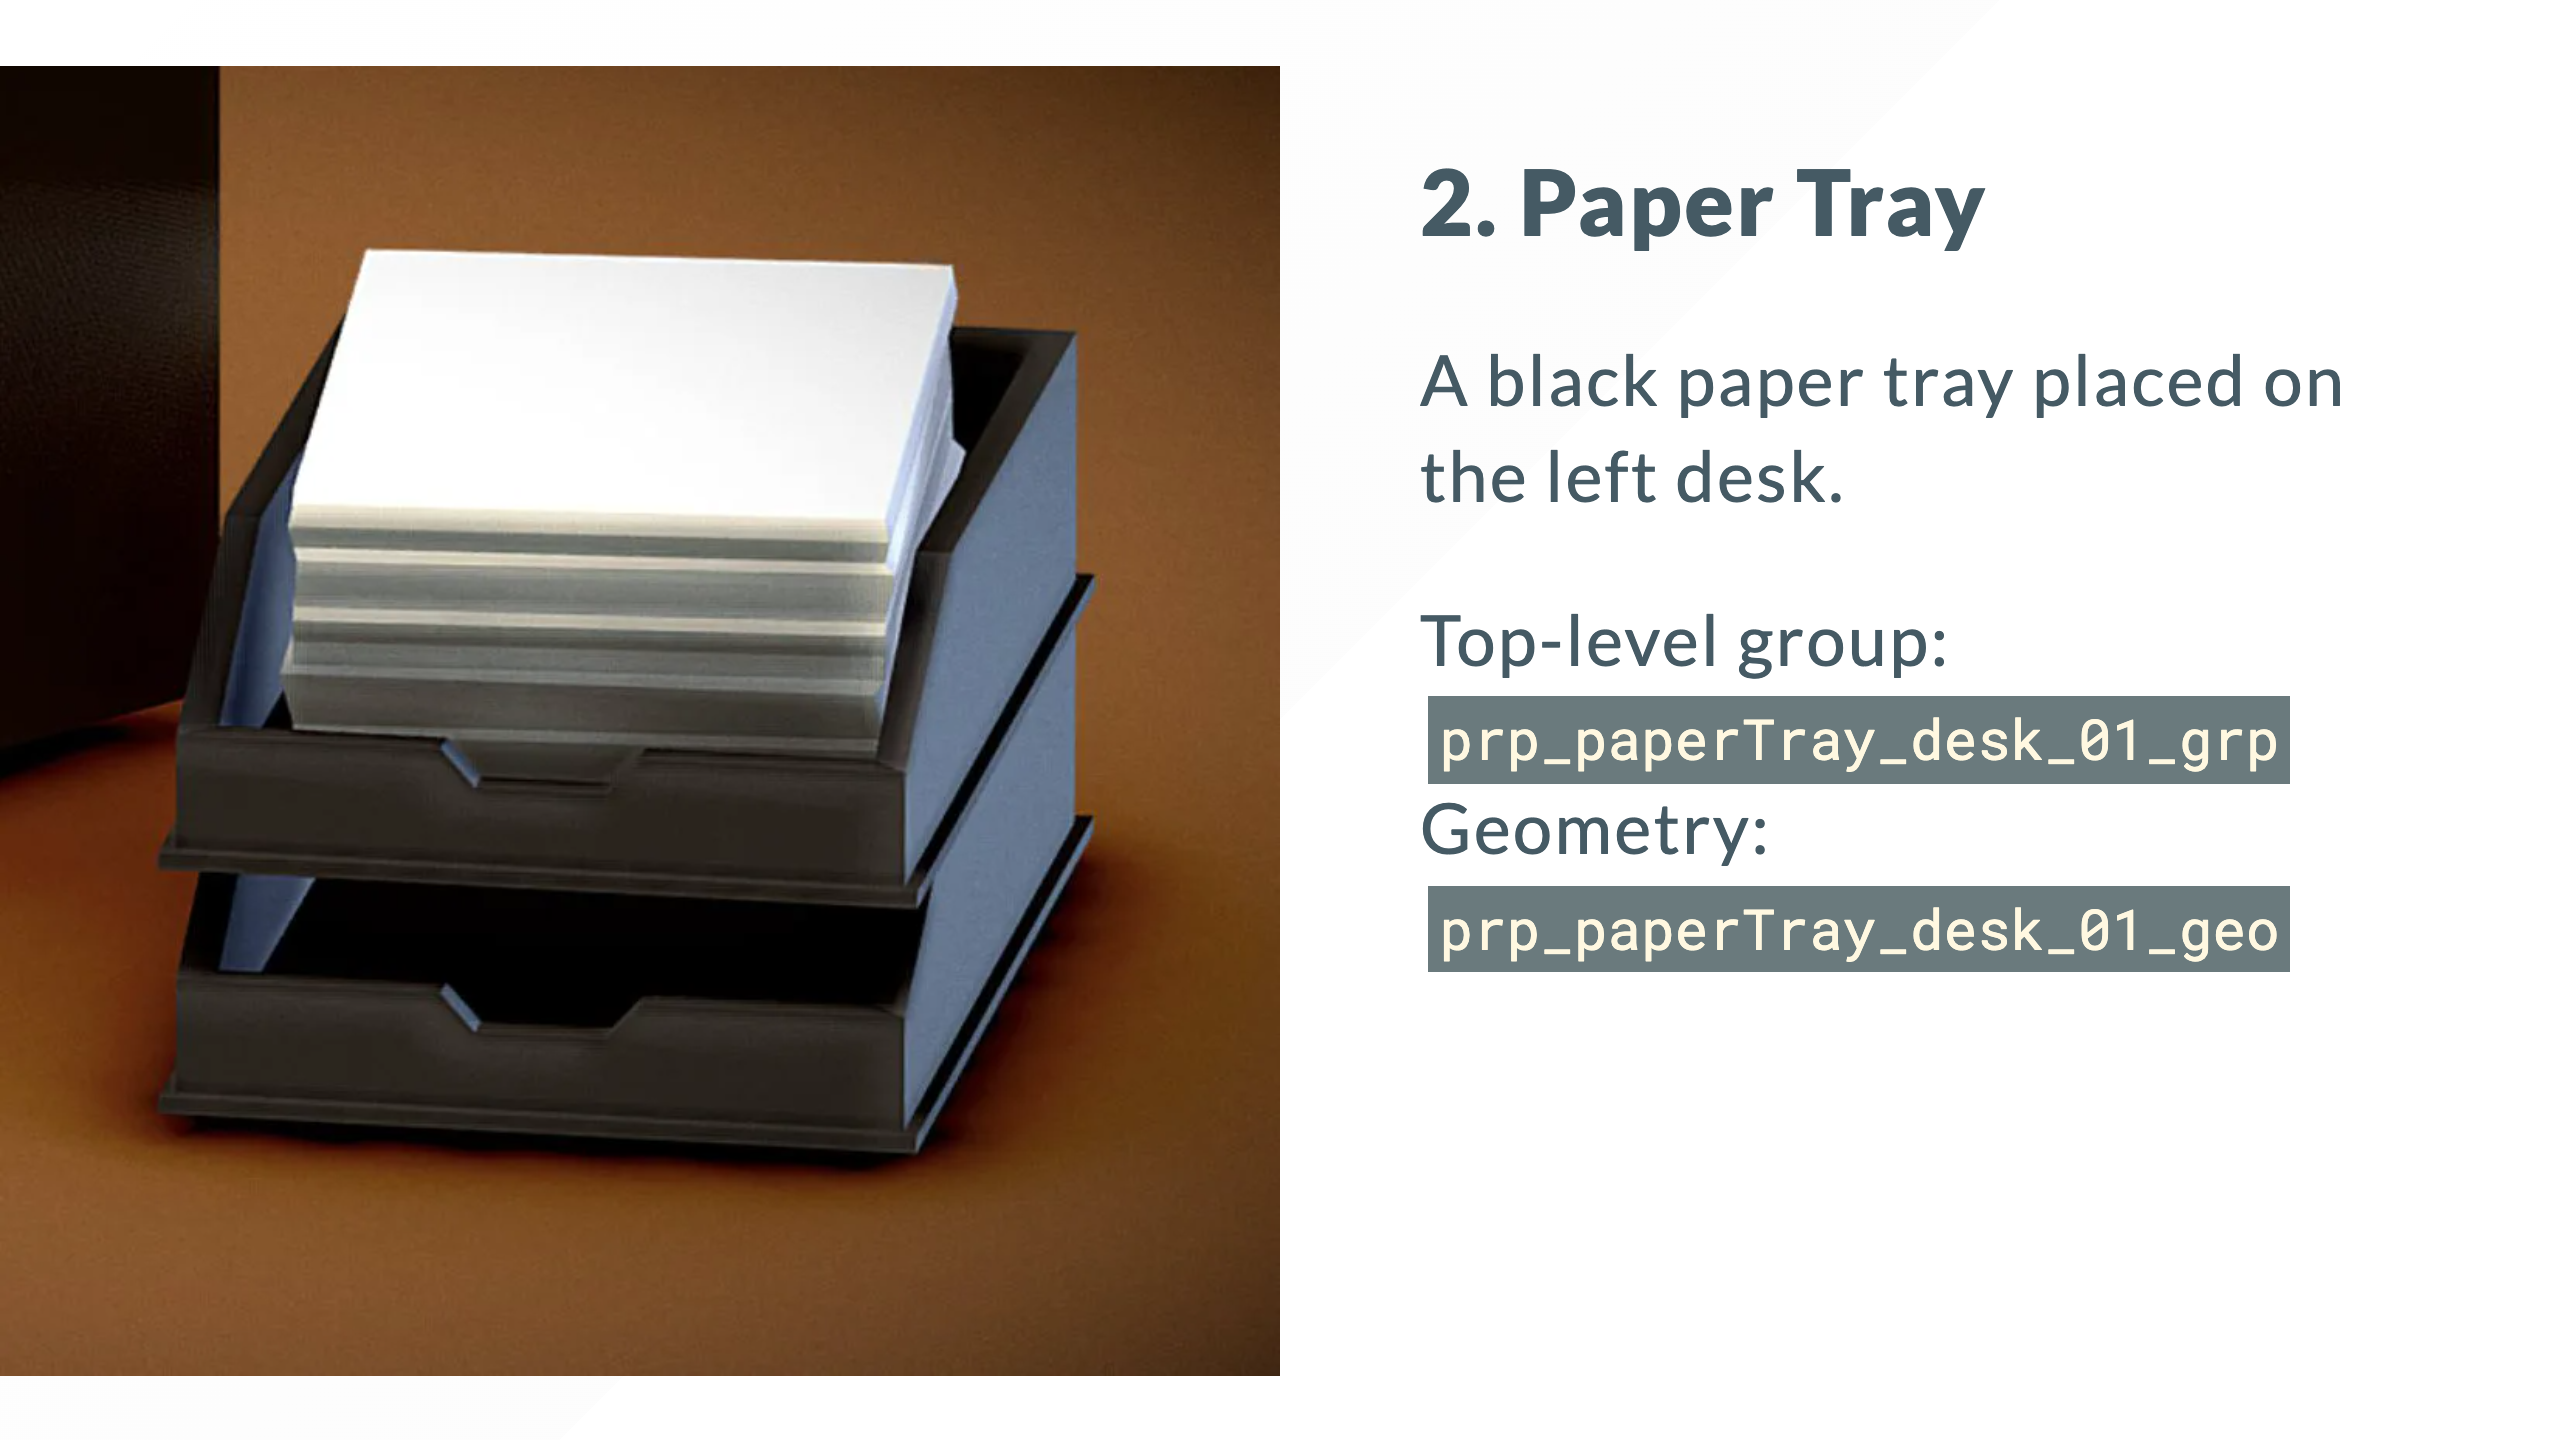 2. Paper Tray
A black paper tray placed on
the left desk.
Top-level group:
prp_paperTray_desk_01_grp
Geometry:
prp_paperTray_desk_01_geo